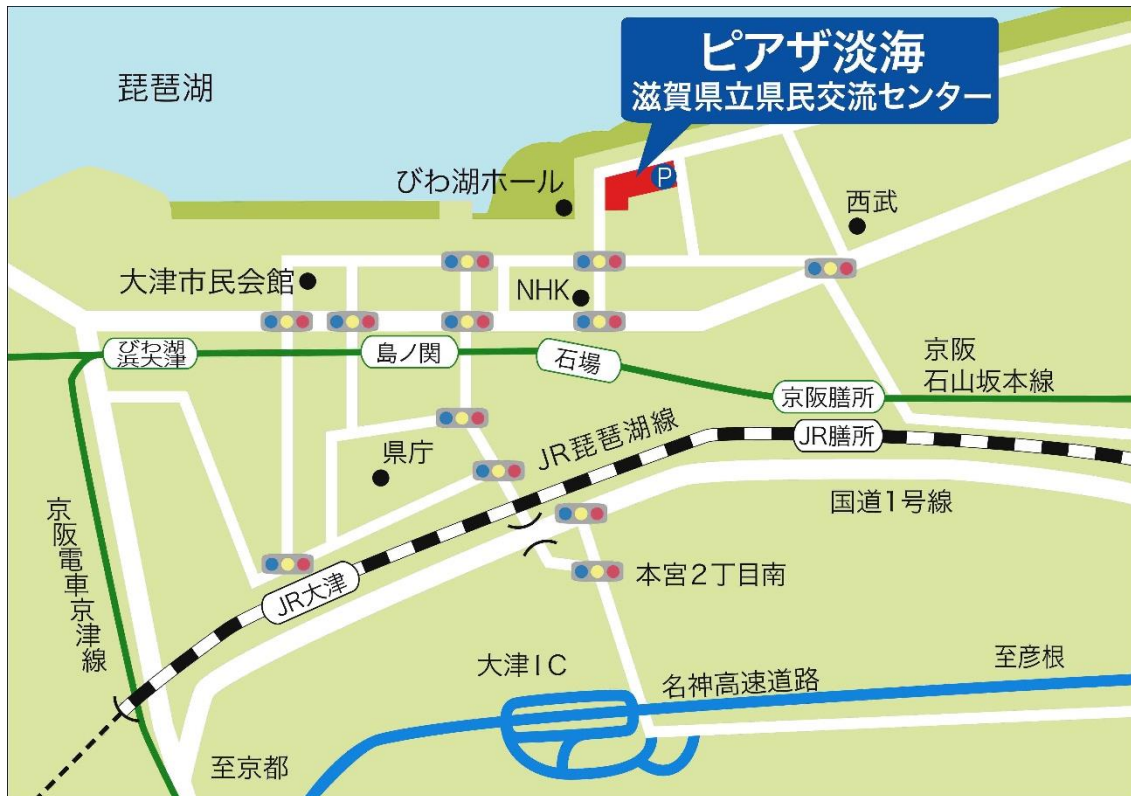 ピアザ淡海
滋賀県立県民交流センター
琵琶湖
びわ湖ホール
P
西武
大津市民会館
NHK
びわ湖
浜大津
島ノ関
石場
京阪
石山坂本線
京阪膳所
JR琵琶湖線
JR膳所
県庁
国道1号線
京阪電車京津線
JR大津
本宮2丁目南
大津IC
名神高速道路
至彦根
至京都